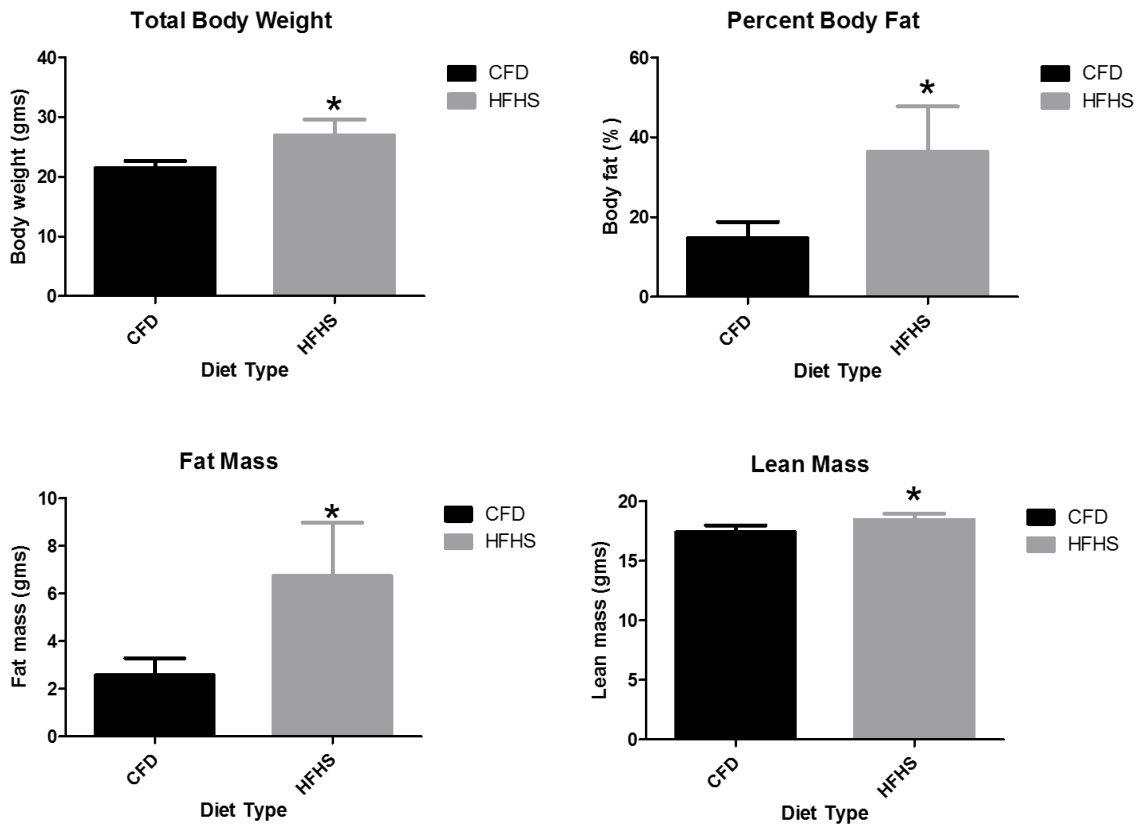 Total Body Weight
Body weight (gms)
40
30
20
10
0
*
CFD
HFHS
CFD
HFHS
Diet Type
Percent Body Fat
Body fat (%)
60
40
20
0
*
CFD
HFHS
CFD
HFHS
Diet Type
Fat Mass
Fat mass (gms)
10
8
6
4
2
0
*
CFD
HFHS
CFD
HFHS
Diet Type
Lean Mass
Lean mass (gms)
20
15
10
5
0
*
CFD
HFHS
CFD
HFHS
Diet Type